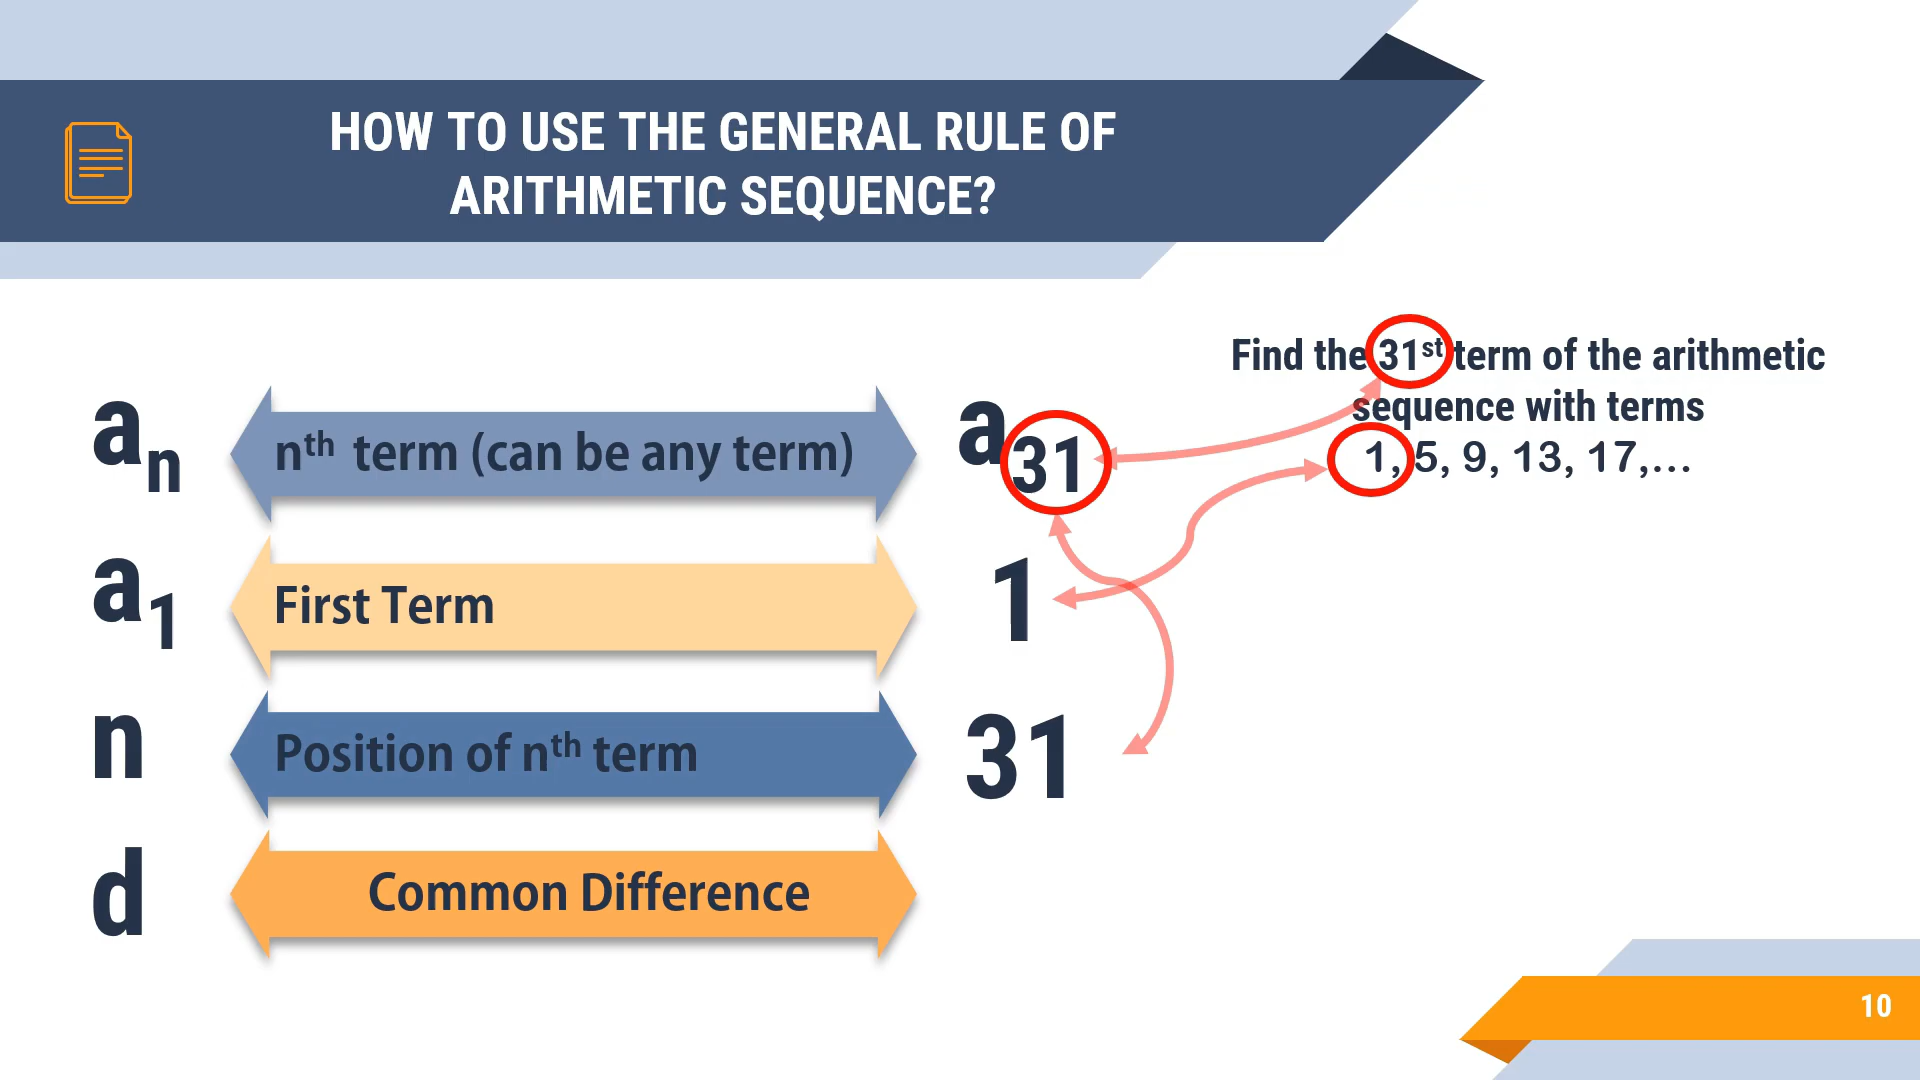 HOW TO USE THE GENERAL RULE OF
ARITHMETIC SEQUENCE?
Find the 31st term of the arithmetic
sequence with terms
1, 5, 9, 13, 17,...
an
nth term (can be any term)
a31
a1
First Term
1
n
Position of nth term
31
d
Common Difference
10